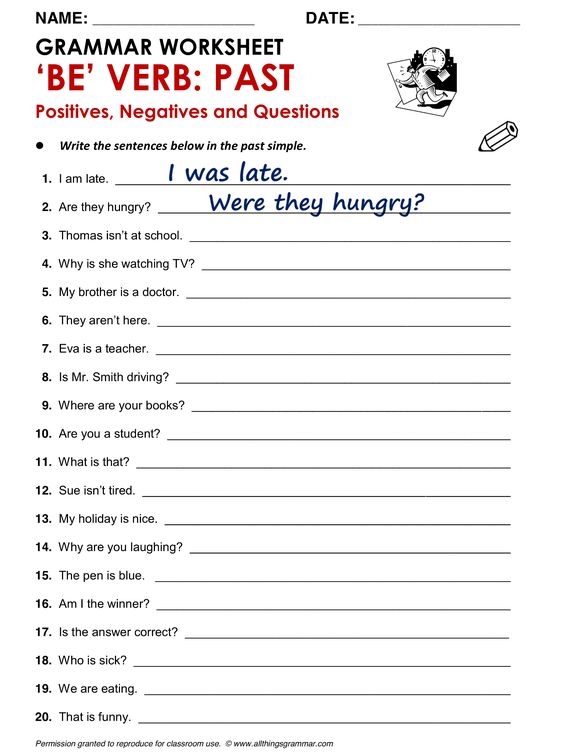 NAME: ____________________ DATE: ____________________
GRAMMAR WORKSHEET
‘BE’ VERB: PAST
Positives, Negatives and Questions
● Write the sentences below in the past simple.
1. I am late. I was late.
2. Are they hungry? Were they hungry?
3. Thomas isn’t at school. ____________________
4. Why is she watching TV? ____________________
5. My brother is a doctor. ____________________
6. They aren’t here. ____________________
7. Eva is a teacher. ____________________
8. Is Mr. Smith driving? ____________________
9. Where are your books? ____________________
10. Are you a student? ____________________
11. What is that? ____________________
12. Sue isn’t tired. ____________________
13. My holiday is nice. ____________________
14. Why are you laughing? ____________________
15. The pen is blue. ____________________
16. Am I the winner? ____________________
17. Is the answer correct? ____________________
18. Who is sick? ____________________
19. We are eating. ____________________
20. That is funny. ____________________
Permission granted to reproduce for classroom use. © www.allthingsgrammar.com